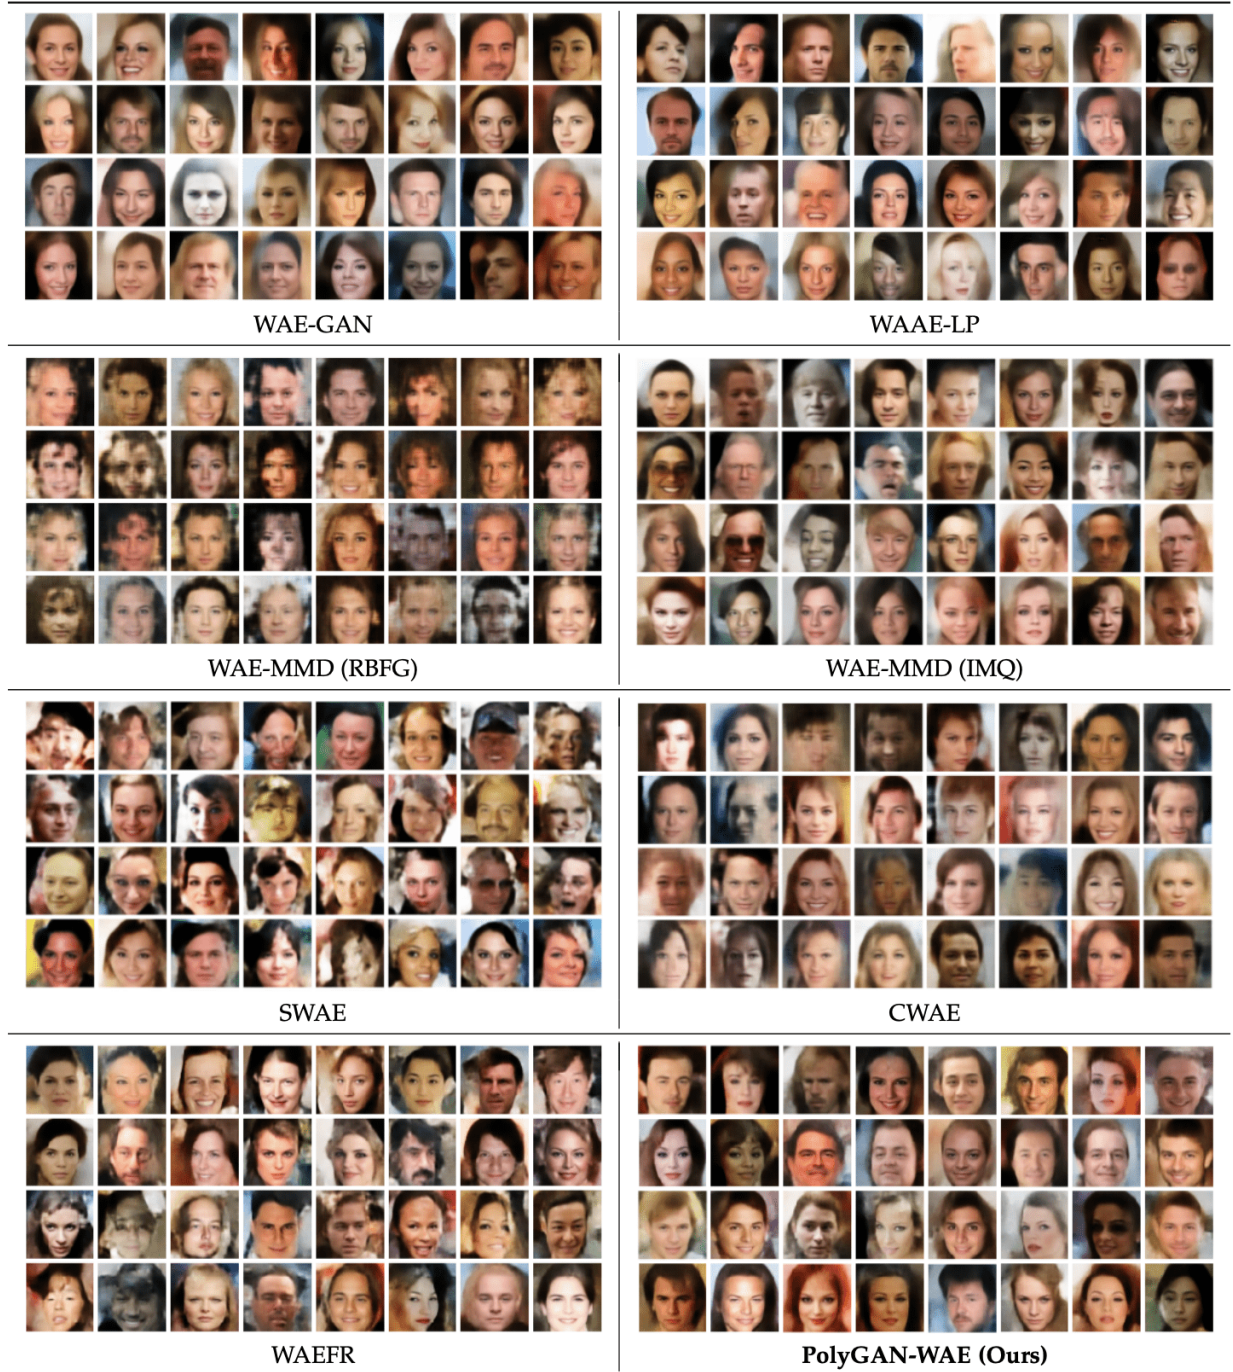 WAE-GAN
WAAE-LP
WAE-MMD (RBFG)
WAE-MMD (IMQ)
SWAE
CWAE
WAEFR
PolyGAN-WAE (Ours)